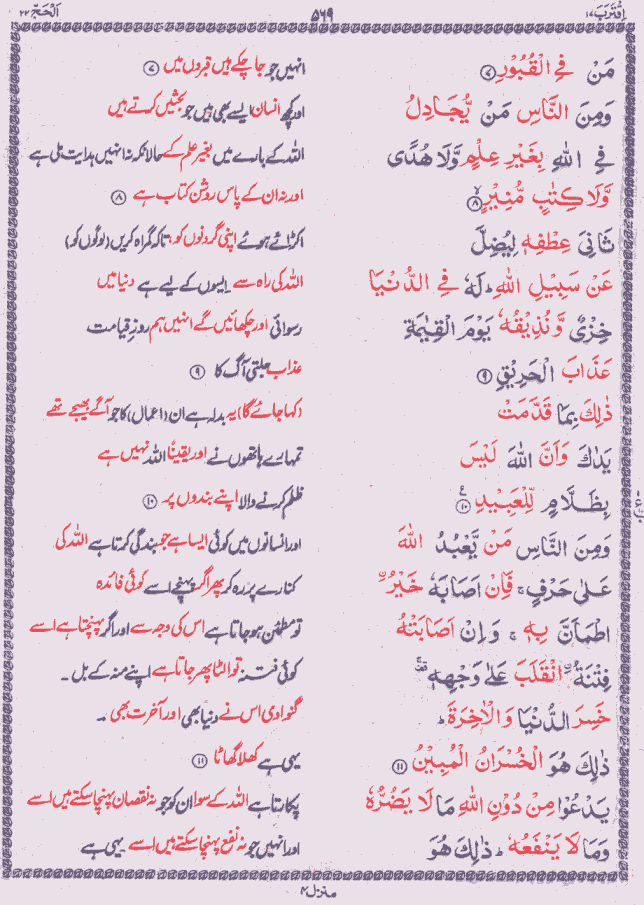 اِقْتَرَبَ ١٧ ۵۶۹ اَلْحَجّ ٢٢
مَنْ فِي الْقُبُوْرِ ⑦ انہیں جو جا چکے ہیں قبروں میں ⑦
وَمِنَ النَّاسِ مَنْ يُّجَادِلُ اور کچھ انسان ایسے بھی ہیں جو بحثیں کرتے ہیں
فِي اللّٰهِ بِغَيْرِ عِلْمٍ وَّلَا هُدًى اللہ کے بارے میں بغیر علم کے حالانکہ نہ انہیں ہدایت ملی ہے
وَّلَا كِتٰبٍ مُّنِيْرٍ ⑧ اور نہ ان کے پاس روشن کتاب ہے ⑧
ثَانِيَ عِطْفِهٖ لِيُضِلَّ اکڑائے ہوئے اپنی گردنوں کو، تاکہ گمراہ کریں (لوگوں کو)
عَنْ سَبِيْلِ اللّٰهِ ؕ لَهٗ فِي الدُّنْيَا اللہ کی راہ سے ایسوں کے لیے ہے دنیا میں
خِزْيٌ وَّنُذِيْقُهٗ يَوْمَ الْقِيٰمَةِ رسوائی اور چکھائیں گے انہیں ہم روزِ قیامت
عَذَابَ الْحَرِيْقِ ⑨ عذاب جلتی آگ کا ⑨
ذٰلِكَ بِمَا قَدَّمَتْ (کہا جائے گا) یہ بدلہ ہے ان (اعمال) کا جو آگے بھیجے تھے
يَدٰكَ وَاَنَّ اللّٰهَ لَيْسَ تمہارے ہاتھوں نے اور یقیناً اللہ نہیں ہے
بِظَلَّامٍ لِّلْعَبِيْدِ ⑩ ظلم کرنے والا اپنے بندوں پر ⑩
وَمِنَ النَّاسِ مَنْ يَّعْبُدُ اللّٰهَ اور انسانوں میں کوئی ایسا ہے جو بندگی کرتا ہے اللہ کی
عَلٰى حَرْفٍ ۚ فَاِنْ اَصَابَهٗ خَيْرُ کنارے پر رہ کر پھر اگر پہنچے اسے کوئی فائدہ
اطْمَاَنَّ بِهٖ ۚ وَاِنْ اَصَابَتْهُ تو مطمئن ہو جاتا ہے اس کی وجہ سے اور اگر پہنچتا ہے اسے
فِتْنَةُ انْقَلَبَ عَلٰى وَجْهِهٖ کوئی فتنہ تو الٹا پھر جاتا ہے اپنے منہ کے بل۔
خَسِرَ الدُّنْيَا وَالْاٰخِرَةَ ؕ گنوا دی اس نے دنیا بھی اور آخرت بھی۔
ذٰلِكَ هُوَ الْخُسْرَانُ الْمُبِيْنُ ⑪ یہی ہے کھلا گھاٹا ⑪
يَدْعُوْا مِنْ دُوْنِ اللّٰهِ مَا لَا يَضُرُّهٗ پکارتا ہے اللہ کے سوا ان کو جو نہ نقصان پہنچا سکتے ہیں اسے
وَمَا لَا يَنْفَعُهٗ ؕ ذٰلِكَ هُوَ اور انہیں جو نہ نفع پہنچا سکتے ہیں اسے یہی ہے
منزل ۴